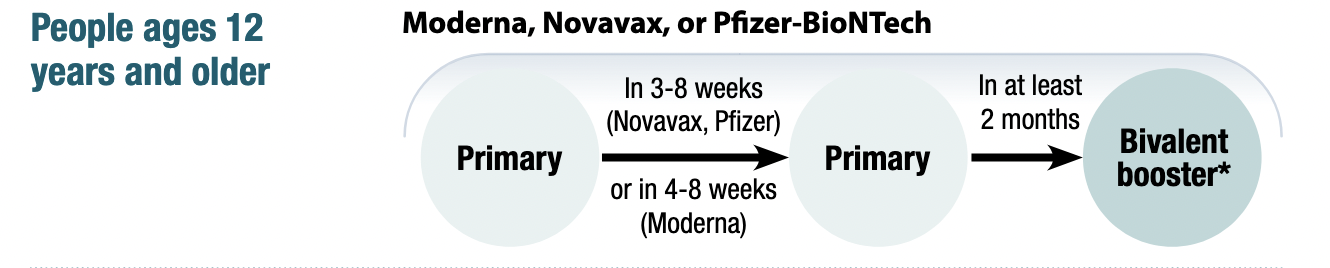 People ages 12
years and older
Moderna, Novavax, or Pfizer-BioNTech
Primary
In 3-8 weeks
(Novavax, Pfizer)
or in 4-8 weeks
(Moderna)
Primary
In at least
2 months
Bivalent
booster*